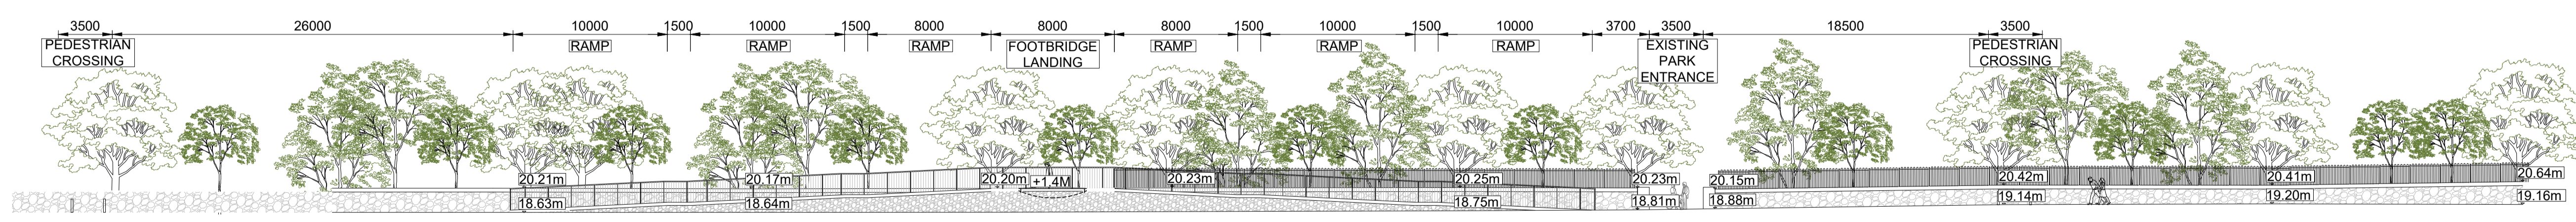 3500 26000 10000 1500 10000 1500 8000 8000 8000 1500 10000 1500 10000 3700 3500 18500 3500
PEDESTRIAN
CROSSING
RAMP
RAMP
RAMP
FOOTBRIDGE
LANDING
RAMP
RAMP
RAMP
EXISTING
PARK
ENTRANCE
PEDESTRIAN
CROSSING
20.21m 20.17m 20.20m +1.4M 20.23m 20.25m 20.23m 20.15m 20.42m 20.41m 20.64m
18.63m 18.64m 18.75m 18.81m 18.88m 19.14m 19.20m 19.16m